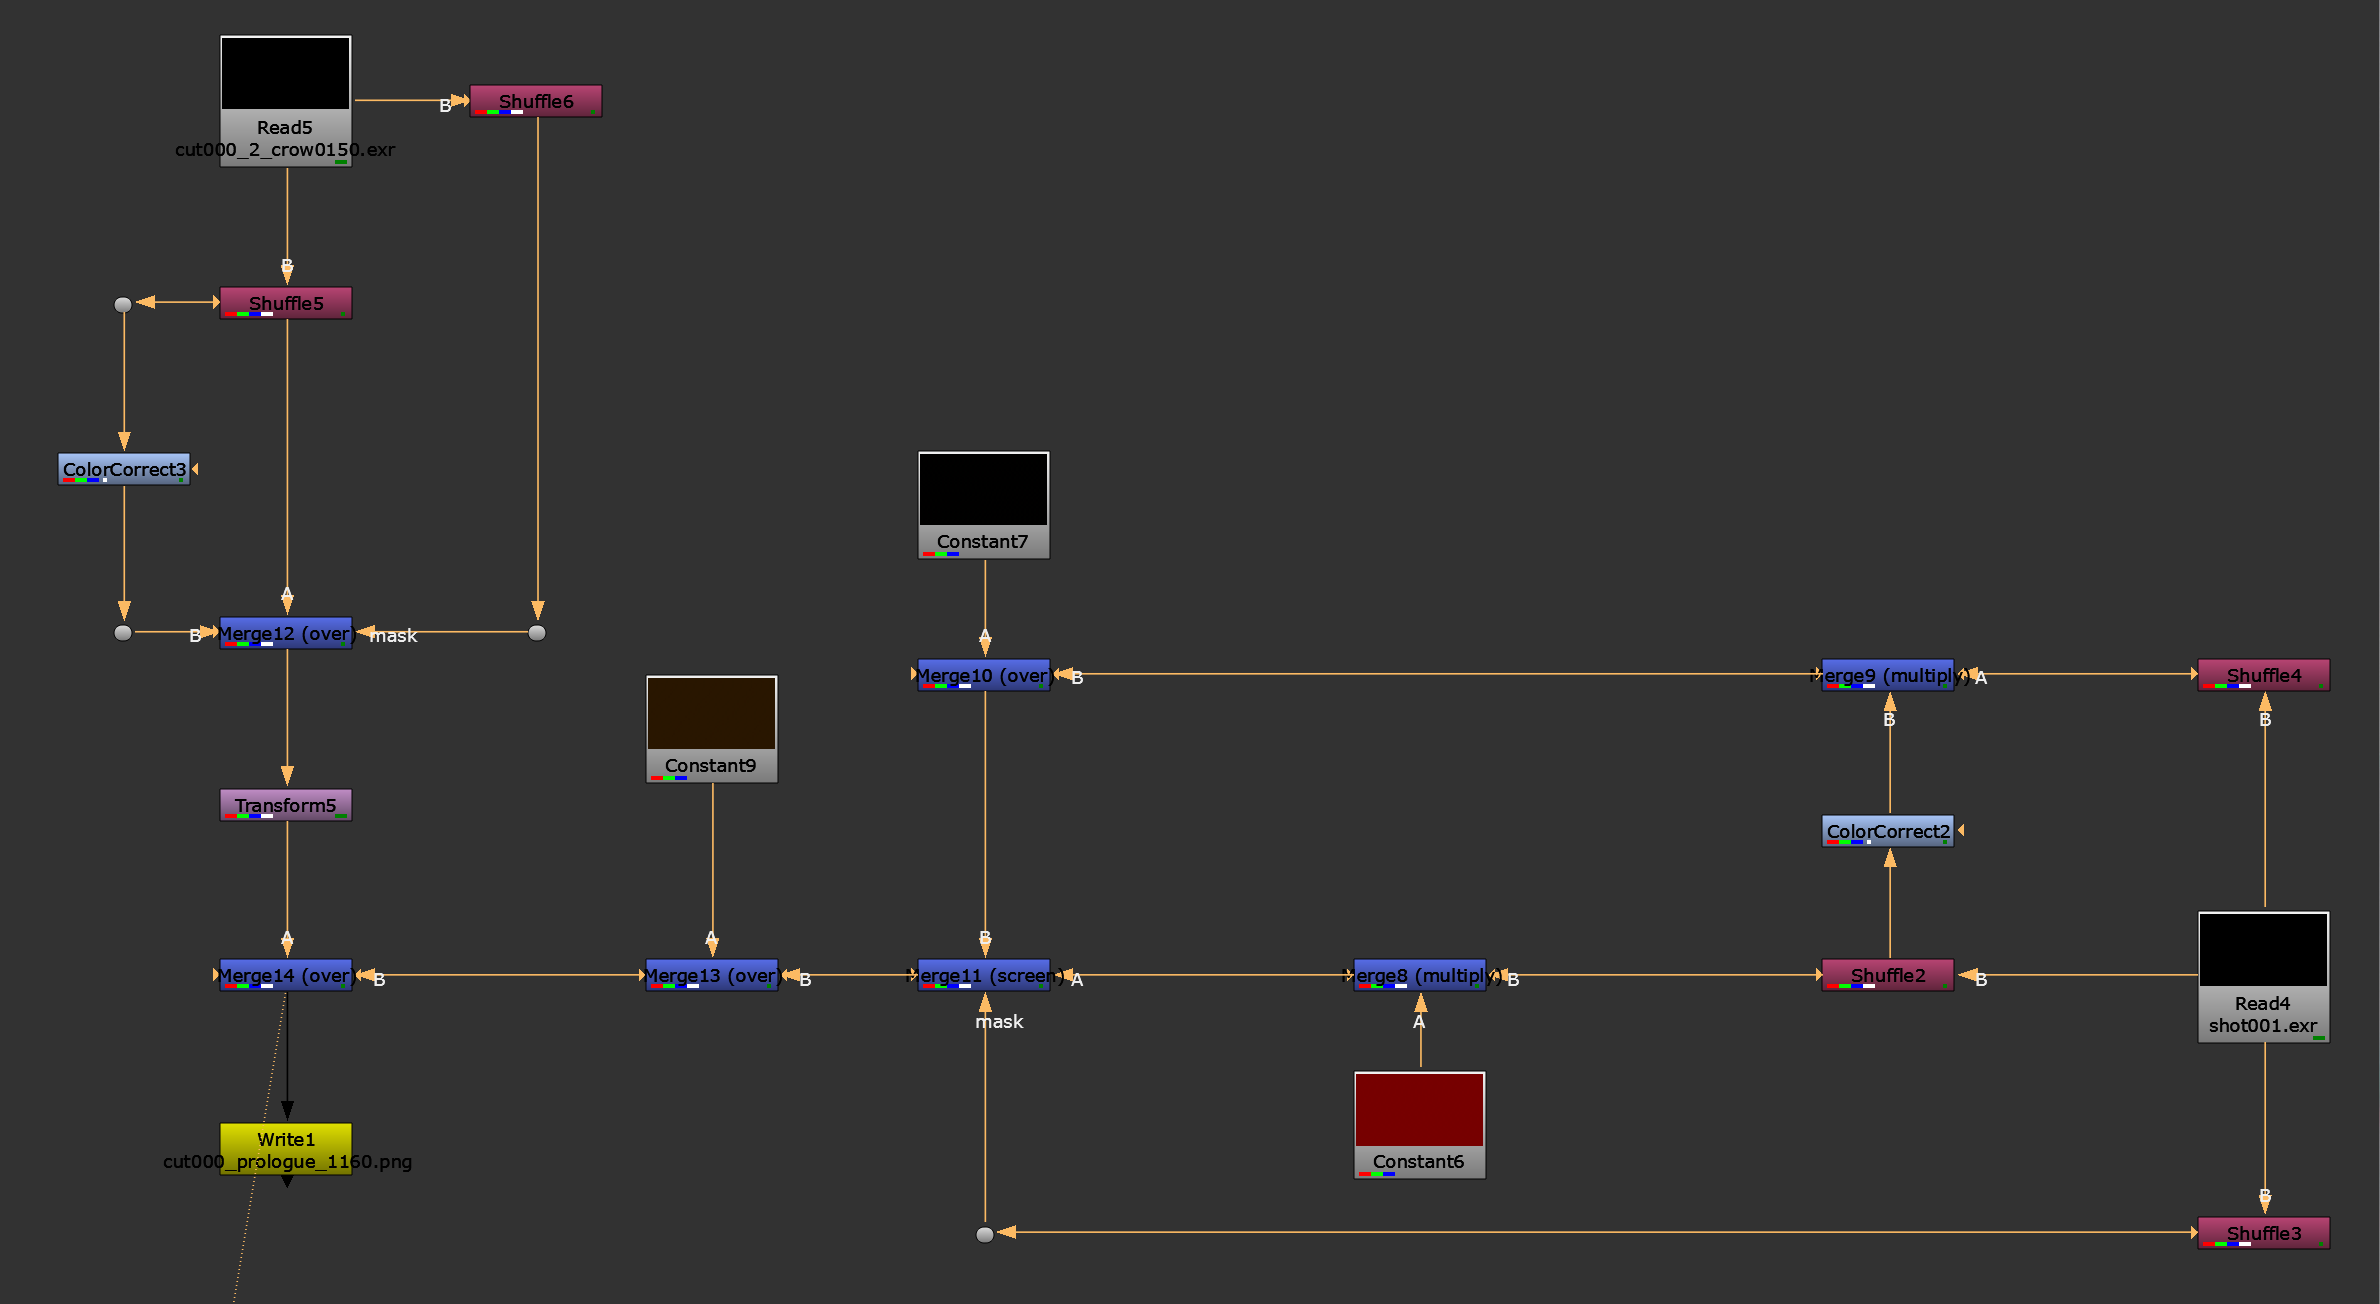 B
Shuffle6
Read5
cut000_2_crow0150.exr
B
Shuffle5
ColorCorrect3
Constant7
A
B
Merge12 (over)
mask
A
Merge10 (over)
B
Merge9 (multiply)
A
Shuffle4
B
B
Constant9
Transform5
ColorCorrect2
A
A
B
Merge14 (over)
B
Merge13 (over)
B
Merge11 (screen)
A
Merge8 (multiply)
B
Shuffle2
B
Read4
shot001.exr
mask
A
Write1
cut000_prologue_1160.png
Constant6
B
Shuffle3